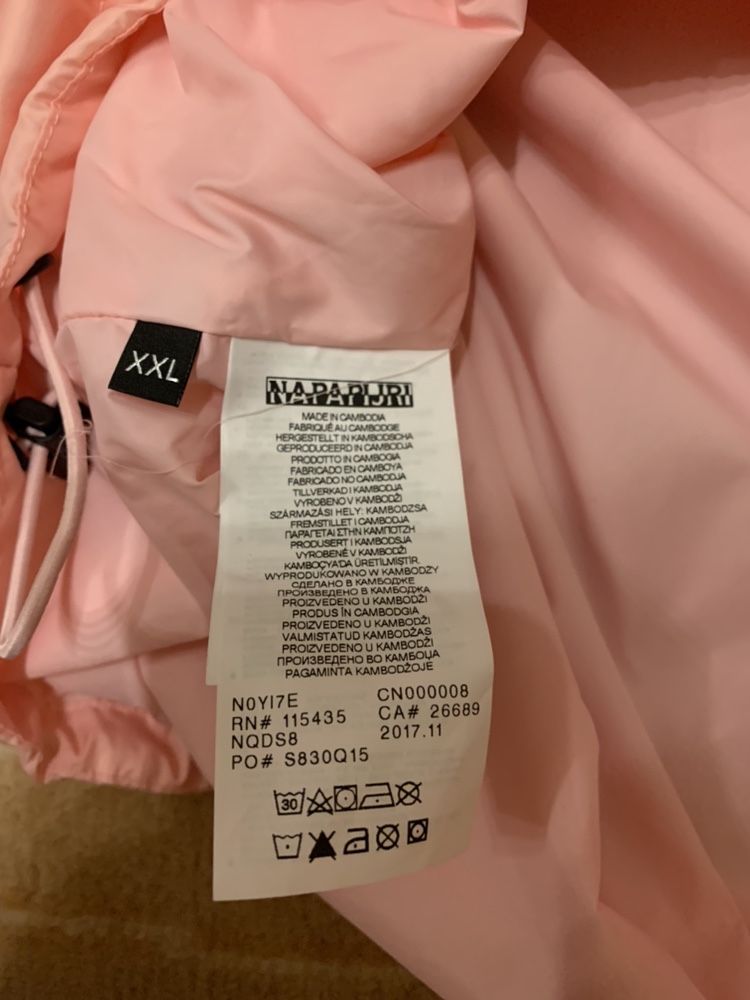 XXL
NAPAPIJRI
MADE IN CAMBODIA
FABRIQUÉ AU CAMBODGE
HERGESTELLT IN KAMBODSCHA
GEPRODUCEERD IN CAMBODJA
PRODOTTO IN CAMBOGIA
FABRICADO EN CAMBOYA
FABRICADO NO CAMBOJA
TILLVERKAD I KAMBODJA
VYROBENO V KAMBODŽI
SZÁRMAZÁSI HELY: KAMBODZSA
FREMSTILLET I CAMBODJA
ΠΑΡΑΓΕΤΑΙ ΣΤΗΝ ΚΑΜΠΟΤΖΗ
PRODUSERT I KAMBODSJA
VYROBENÉ V KAMBODŽI
KAMBOÇYA'DA ÜRETİLMİŞTİR.
WYPRODUKOWANO W KAMBODŻY
СДЕЛАНО В КАМБОДЖЕ
ПРОИЗВЕДЕНО В КАМБОДЖА
PROIZVEDENO U KAMBODŽI
PRODUS ÎN CAMBODGIA
PROIZVEDENO U KAMBODŽI
VALMISTATUD KAMBODŽAS
PROIZVEDENO U KAMBODŽI
ПРОИЗВЕДЕНО ВО КАМБОЏА
PAGAMINTA KAMBODŽOJE
N0YI7E CN000008
RN# 115435 CA# 26689
NQDS8 2017.11
PO# S830Q15
30